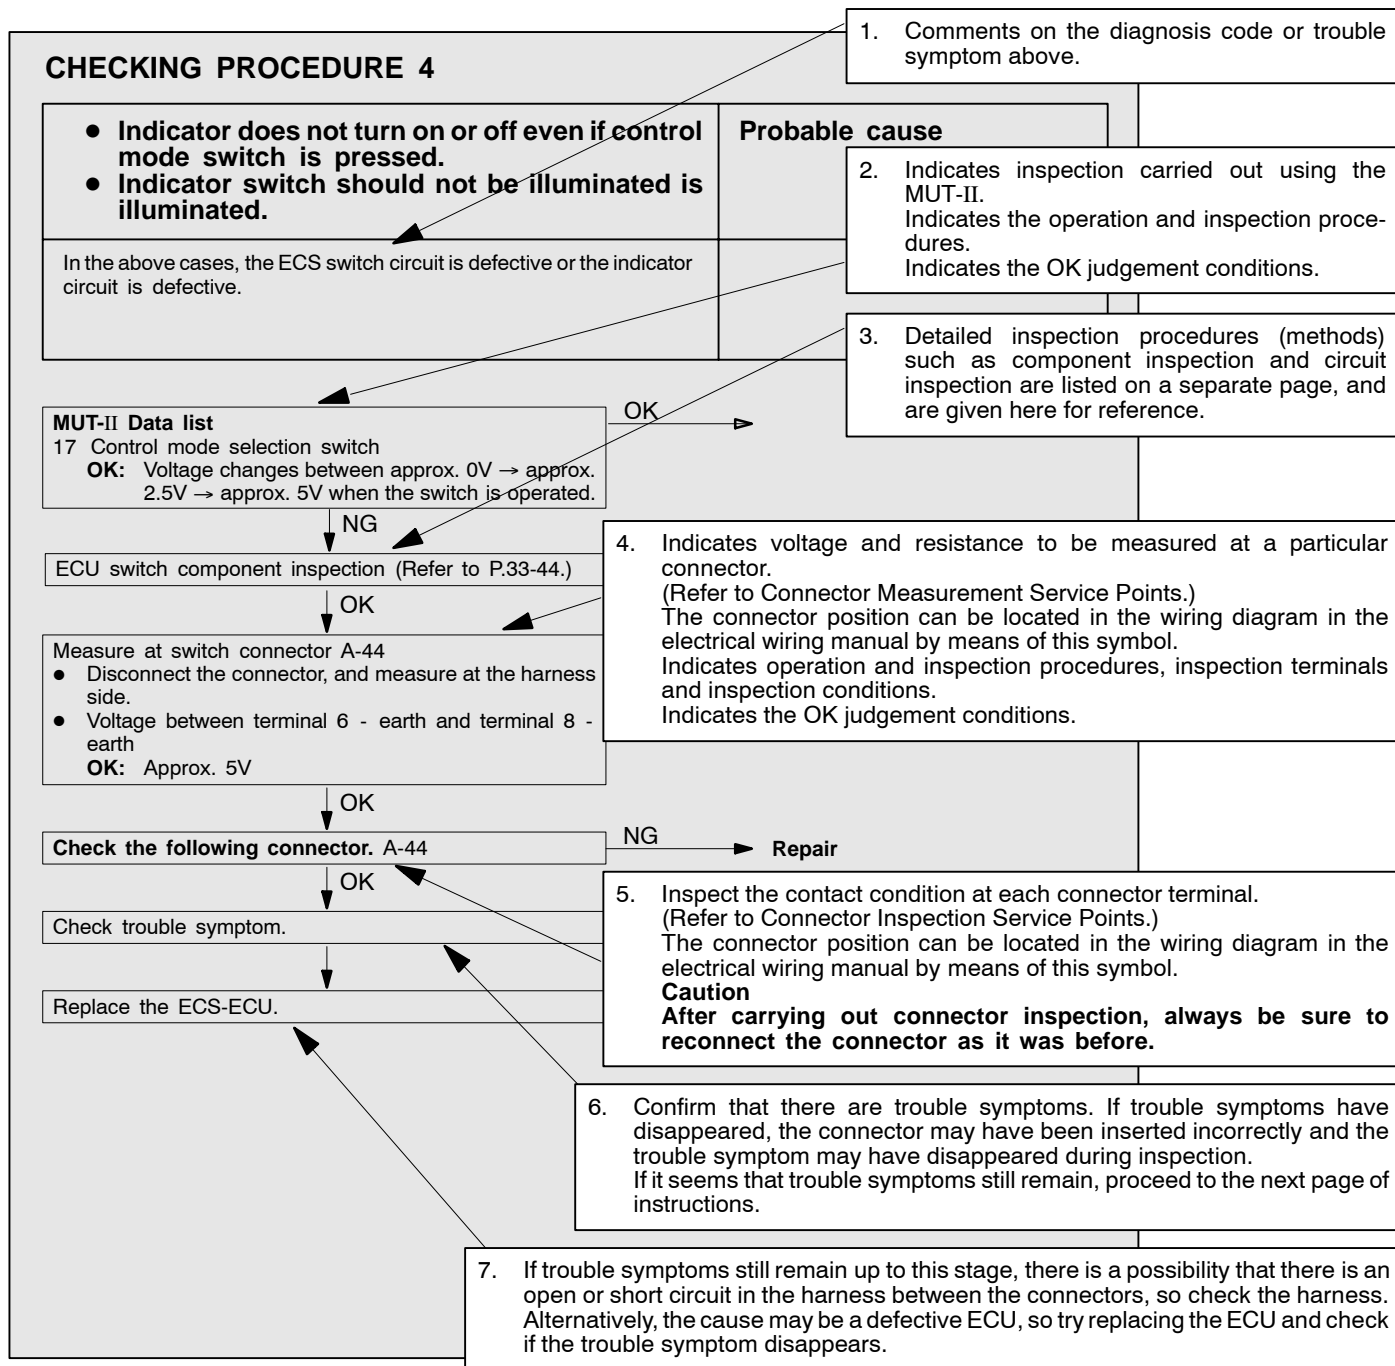 CHECKING PROCEDURE 4
● Indicator does not turn on or off even if control
mode switch is pressed.
● Indicator switch should not be illuminated is
illuminated.
Probable cause
In the above cases, the ECS switch circuit is defective or the indicator
circuit is defective.
1. Comments on the diagnosis code or trouble
symptom above.
2. Indicates inspection carried out using the
MUT-II.
Indicates the operation and inspection proce-
dures.
Indicates the OK judgement conditions.
3. Detailed inspection procedures (methods)
such as component inspection and circuit
inspection are listed on a separate page, and
are given here for reference.
MUT-II Data list
17 Control mode selection switch
OK: Voltage changes between approx. 0V → approx.
2.5V → approx. 5V when the switch is operated.
OK
NG
ECU switch component inspection (Refer to P.33-44.)
OK
Measure at switch connector A-44
● Disconnect the connector, and measure at the harness
side.
● Voltage between terminal 6 - earth and terminal 8 -
earth
OK: Approx. 5V
4. Indicates voltage and resistance to be measured at a particular
connector.
(Refer to Connector Measurement Service Points.)
The connector position can be located in the wiring diagram in the
electrical wiring manual by means of this symbol.
Indicates operation and inspection procedures, inspection terminals
and inspection conditions.
Indicates the OK judgement conditions.
OK
Check the following connector. A-44
NG
Repair
OK
Check trouble symptom.
Replace the ECS-ECU.
5. Inspect the contact condition at each connector terminal.
(Refer to Connector Inspection Service Points.)
The connector position can be located in the wiring diagram in the
electrical wiring manual by means of this symbol.
Caution
After carrying out connector inspection, always be sure to
reconnect the connector as it was before.
6. Confirm that there are trouble symptoms. If trouble symptoms have
disappeared, the connector may have been inserted incorrectly and the
trouble symptom may have disappeared during inspection.
If it seems that trouble symptoms still remain, proceed to the next page of
instructions.
7. If trouble symptoms still remain up to this stage, there is a possibility that there is an
open or short circuit in the harness between the connectors, so check the harness.
Alternatively, the cause may be a defective ECU, so try replacing the ECU and check
if the trouble symptom disappears.